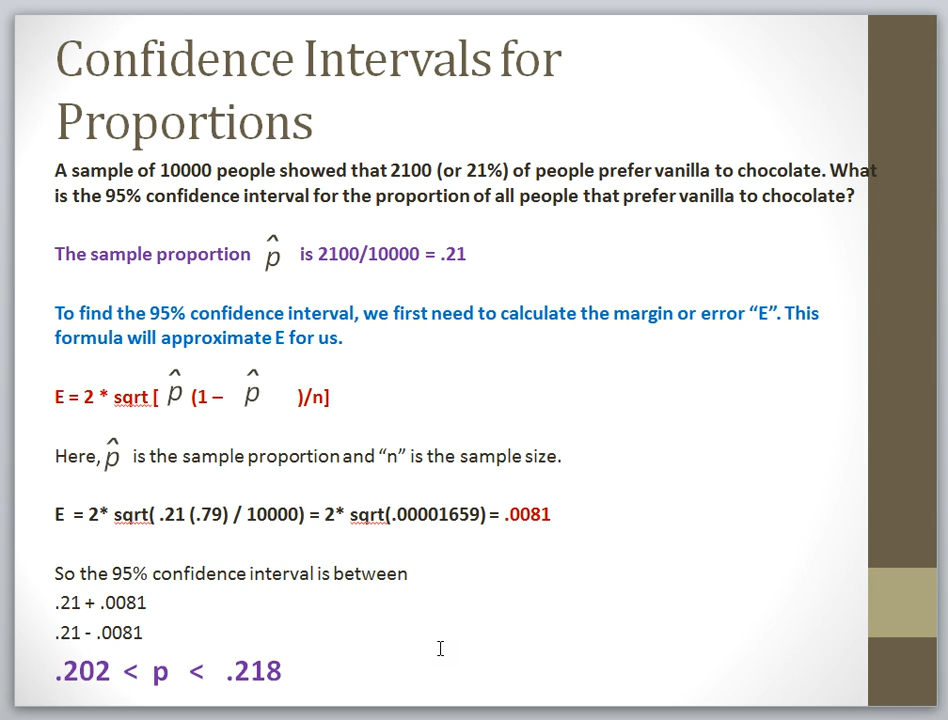 Confidence Intervals for
Proportions
A sample of 10000 people showed that 2100 (or 21%) of people prefer vanilla to chocolate. What
is the 95% confidence interval for the proportion of all people that prefer vanilla to chocolate?
The sample proportion p̂ is 2100/10000 = .21
To find the 95% confidence interval, we first need to calculate the margin or error “E”. This
formula will approximate E for us.
E = 2 * sqrt [ p̂ (1 – p̂ )/n]
Here, p̂ is the sample proportion and “n” is the sample size.
E = 2* sqrt( .21 (.79) / 10000) = 2* sqrt(.00001659) = .0081
So the 95% confidence interval is between
.21 + .0081
.21 - .0081
.202 < p < .218